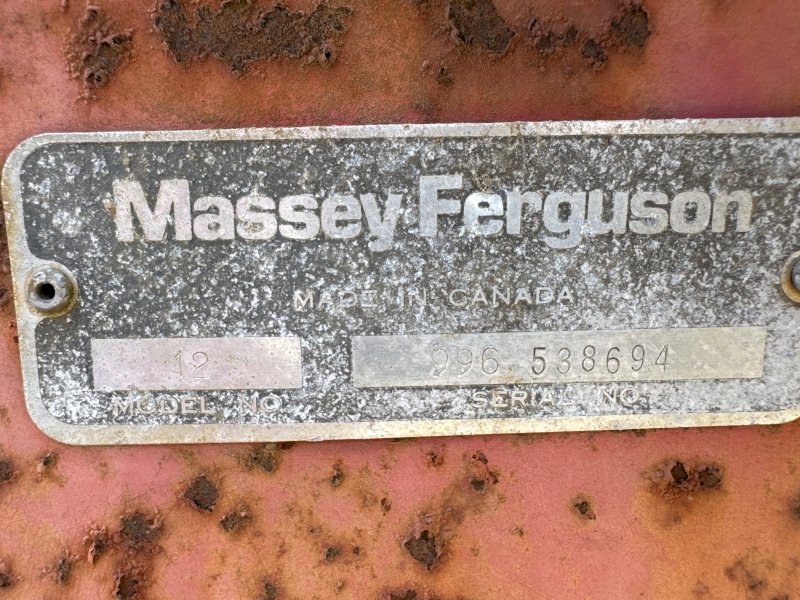 Massey Ferguson
MADE IN CANADA
12 996 538694
MODEL NO. SERIAL NO.